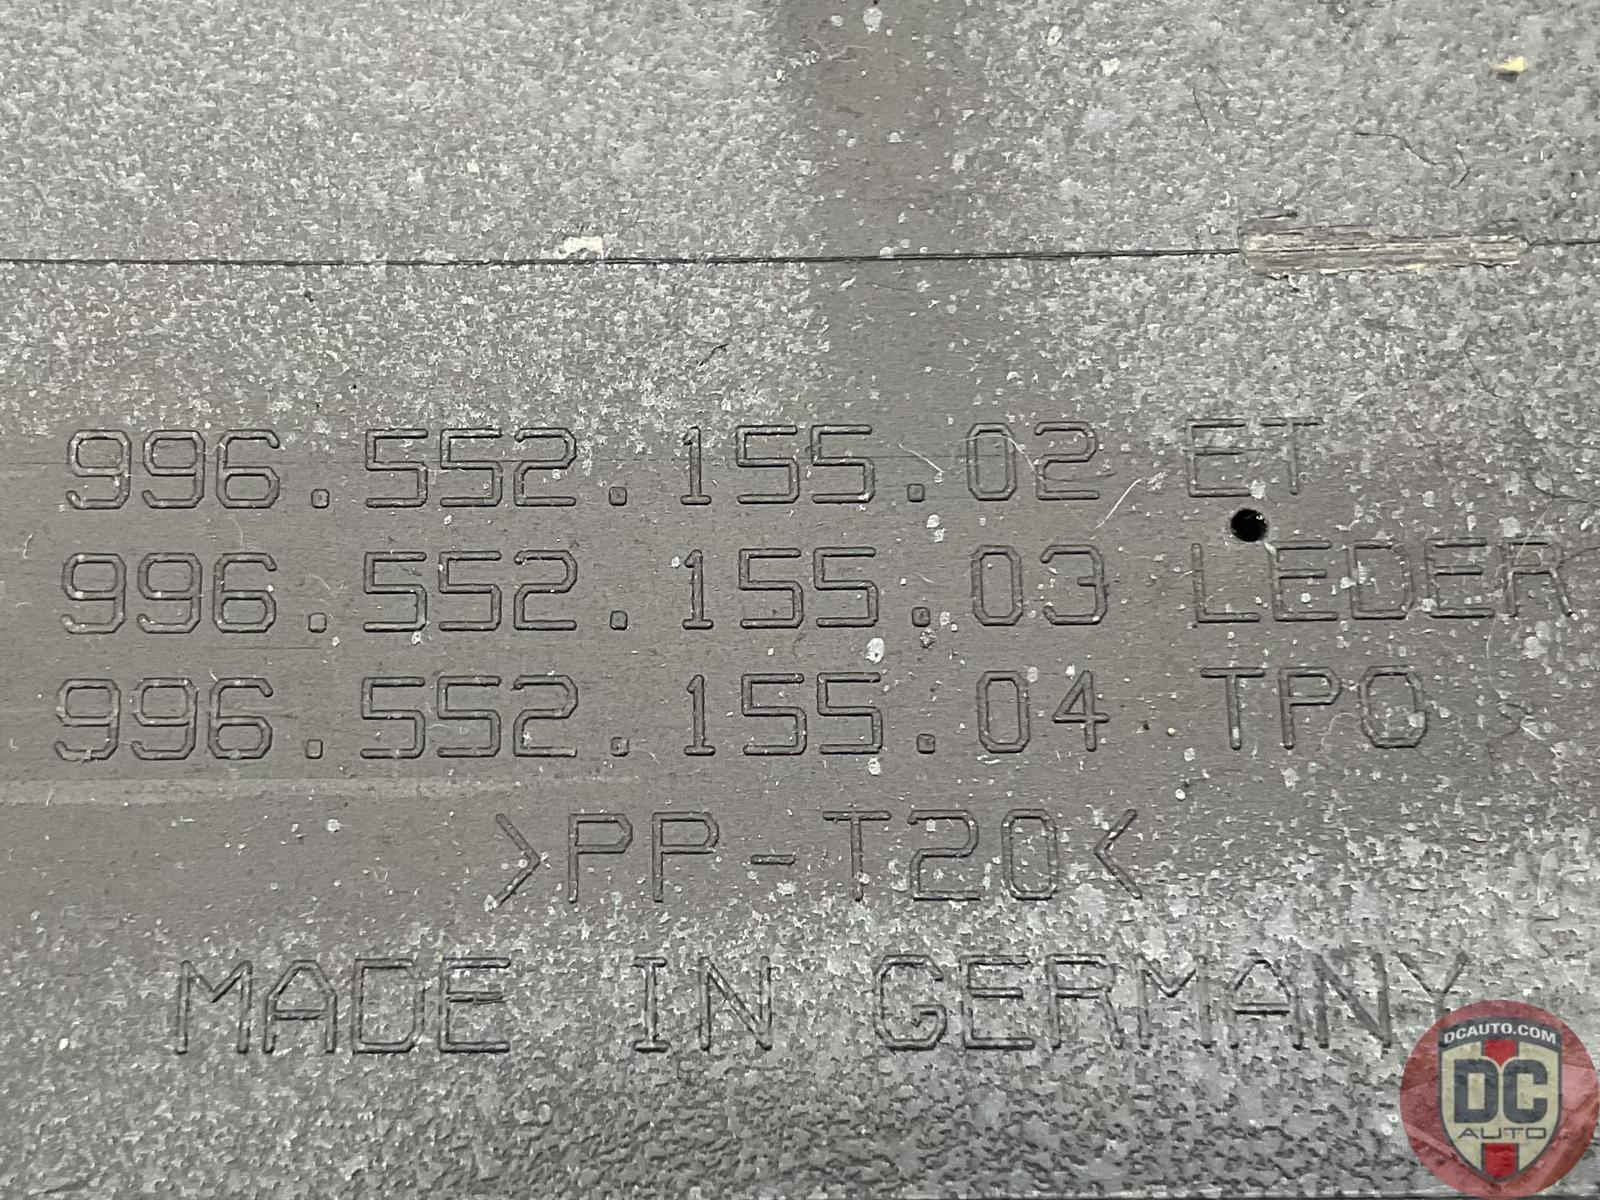 996.552.155.02 ET
996.552.155.03 LEDER
996.552.155.04 TPO
>PP-T20<
MADE IN GERMANY
DCAUTO.COM
DC
AUTO